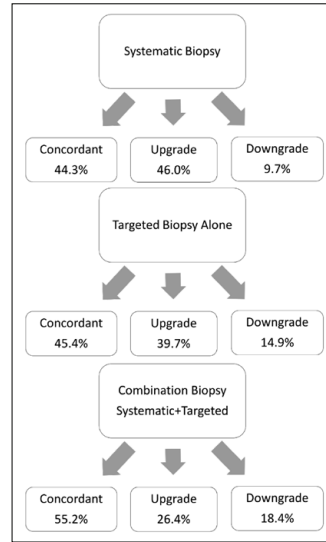 Systematic Biopsy
Concordant
44.3%
Upgrade
46.0%
Downgrade
9.7%
Targeted Biopsy Alone
Concordant
45.4%
Upgrade
39.7%
Downgrade
14.9%
Combination Biopsy
Systematic+Targeted
Concordant
55.2%
Upgrade
26.4%
Downgrade
18.4%